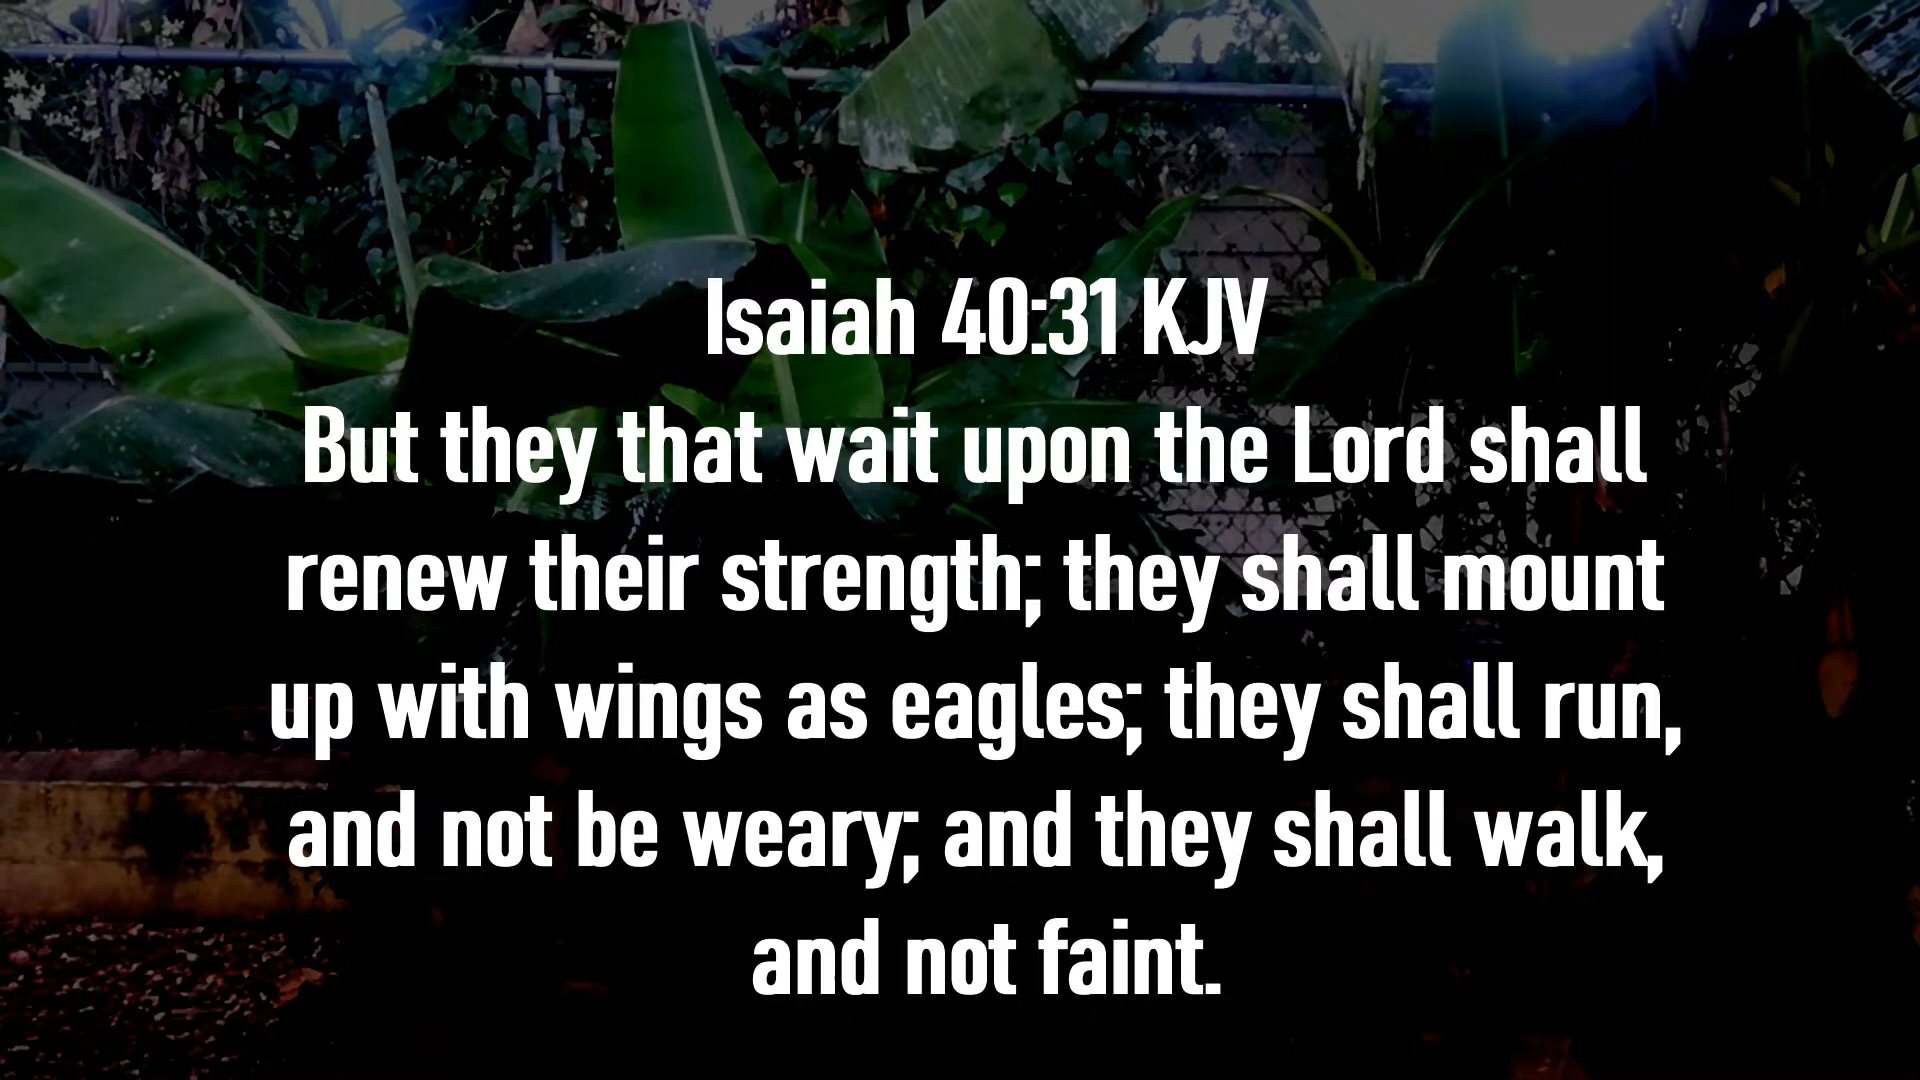 Isaiah 40:31 KJV
But they that wait upon the Lord shall
renew their strength; they shall mount
up with wings as eagles; they shall run,
and not be weary; and they shall walk,
and not faint.